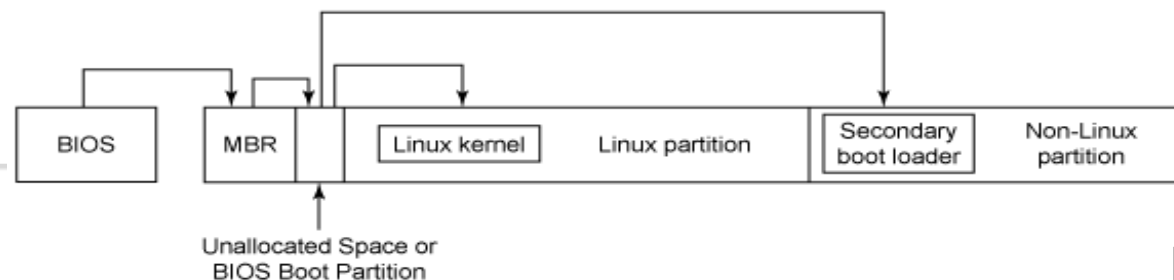 BIOS
MBR
Linux kernel
Linux partition
Secondary
boot loader
Non-Linux
partition
Unallocated Space or
BIOS Boot Partition